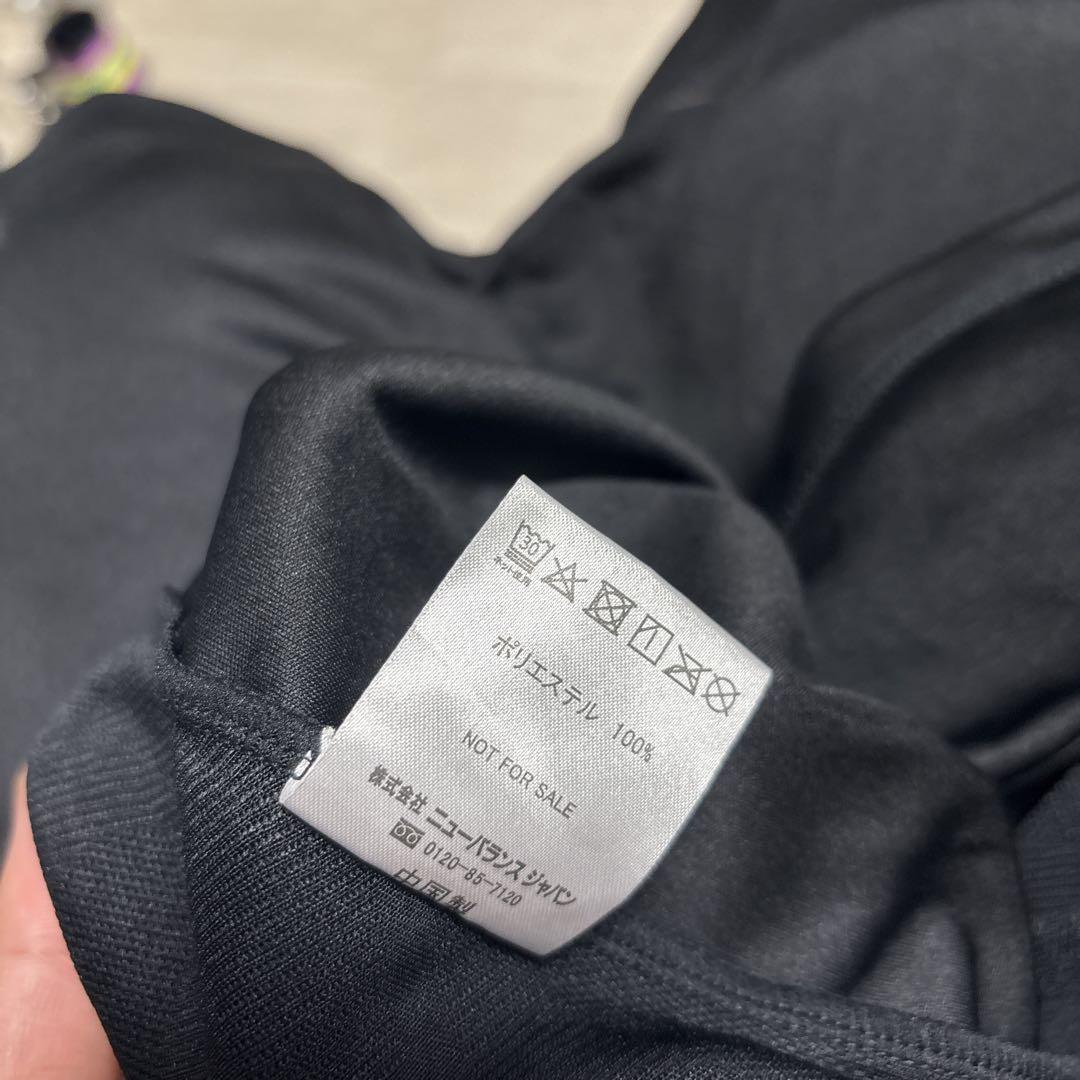 30
ネット使用
ポリエステル 100%
NOT FOR SALE
株式会社 ニューバランス ジャパン
0120-85-7120
中国製